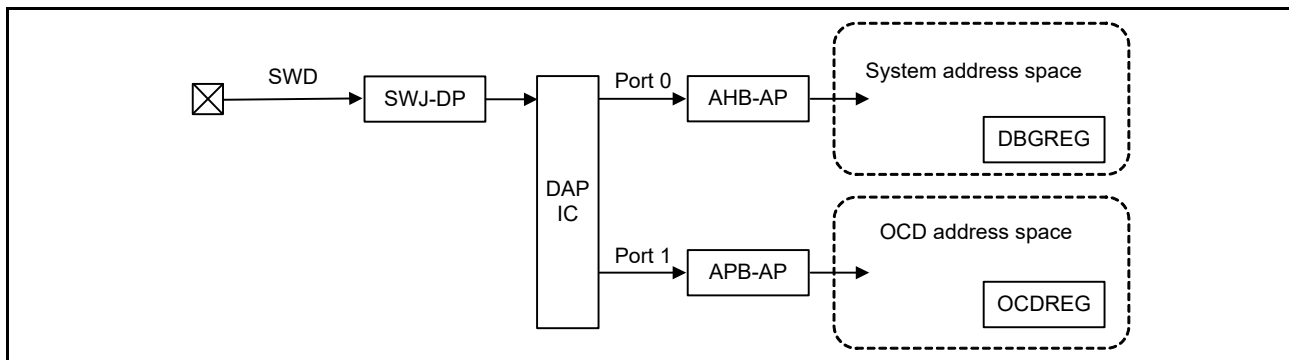 SWD
SWJ-DP
DAP
IC
Port 0
AHB-AP
System address space
DBGREG
Port 1
APB-AP
OCD address space
OCDREG